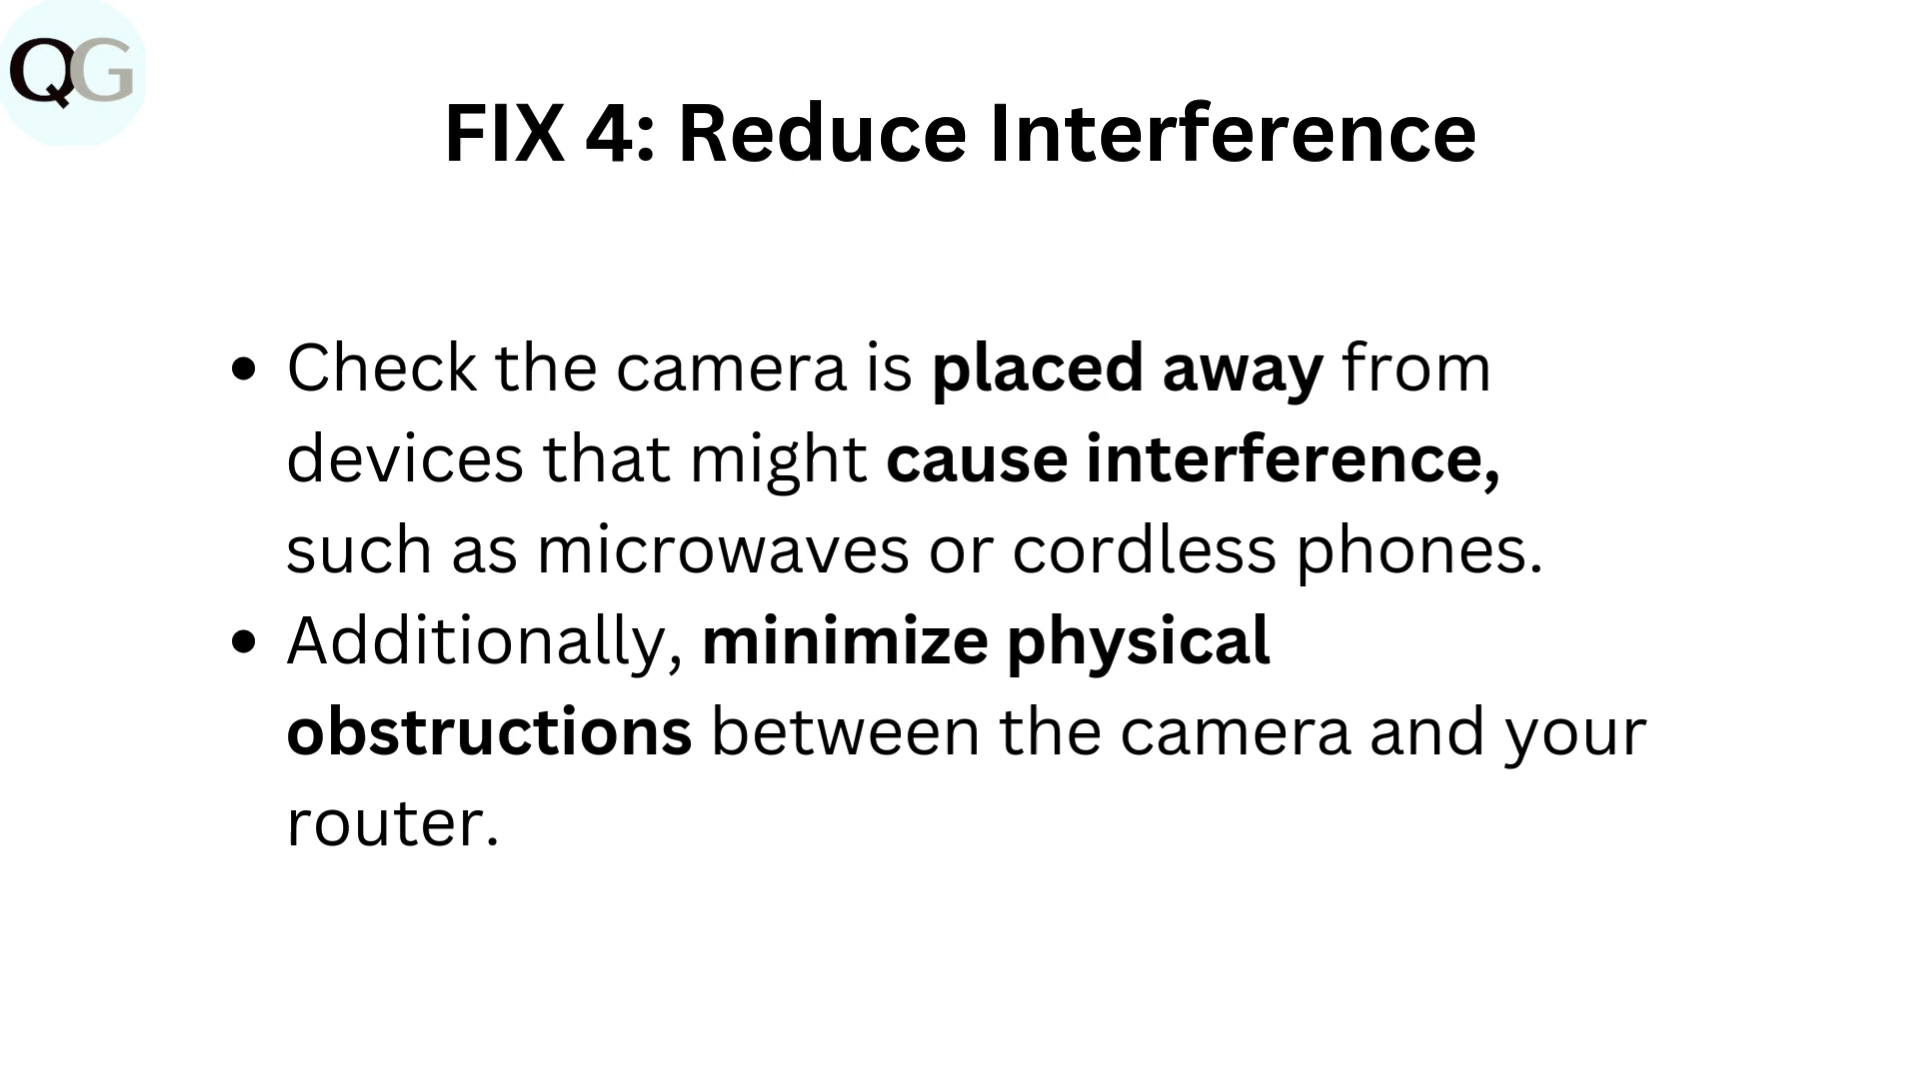 QG
FIX 4: Reduce Interference
• Check the camera is placed away from
devices that might cause interference,
such as microwaves or cordless phones.
• Additionally, minimize physical
obstructions between the camera and your
router.